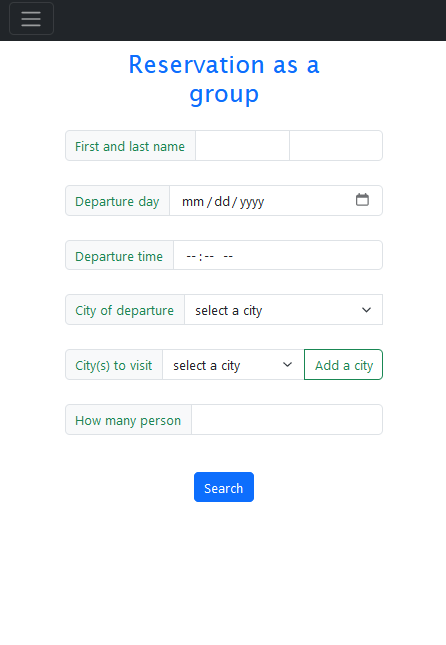 Reservation as a
group
First and last name
Departure day mm/dd/yyyy
Departure time --:-- --
City of departure select a city
City(s) to visit select a city Add a city
How many person
Search